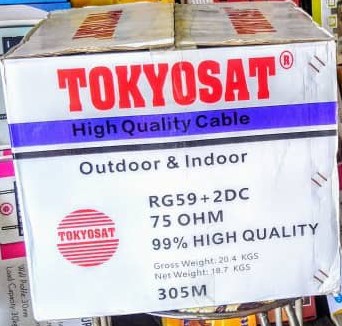 TOKYOSAT®
High Quality Cable
Outdoor & Indoor
RG59+2DC
75 OHM
TOKYOSAT
99% HIGH QUALITY
Gross Weight: 20.4 KGS
Net Weight: 18.7 KGS
305M